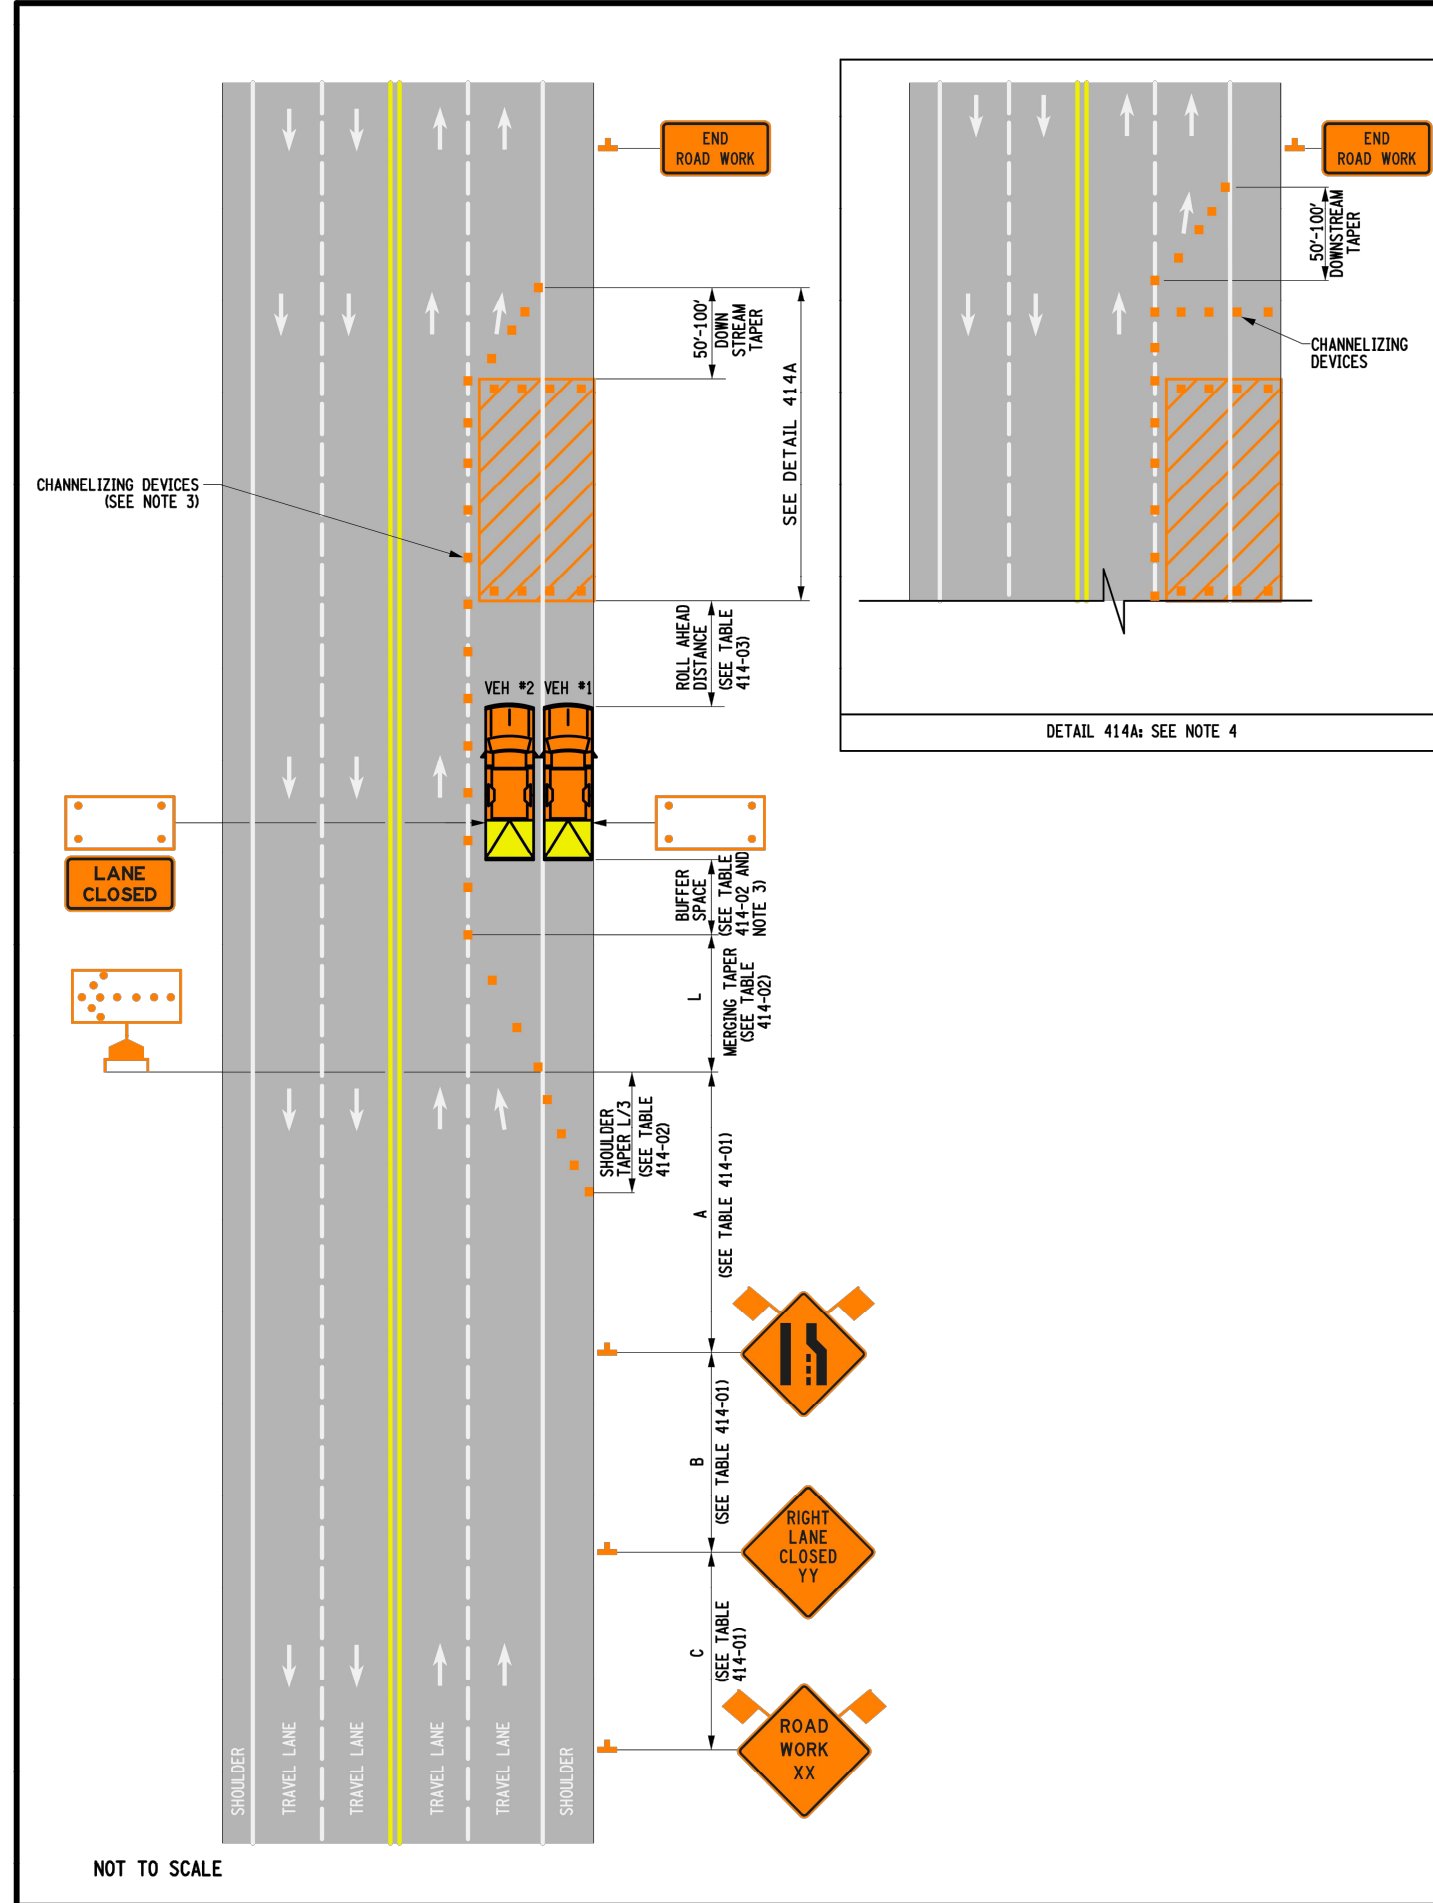 END
ROAD WORK
END
ROAD WORK
50'-100'
DOWN
STREAM
TAPER
50'-100'
DOWNSTREAM
TAPER
CHANNELIZING
DEVICES
SEE DETAIL 414A
CHANNELIZING DEVICES
(SEE NOTE 3)
ROLL AHEAD
DISTANCE
(SEE TABLE
414-03)
DETAIL 414A: SEE NOTE 4
VEH #2
VEH #1
LANE
CLOSED
BUFFER
SPACE
(SEE TABLE
414-02 AND
NOTE 3)
L
MERGING TAPER
(SEE TABLE
414-02)
SHOULDER
TAPER L/3
(SEE TABLE
414-02)
A
(SEE TABLE 414-01)
B
(SEE TABLE 414-01)
RIGHT
LANE
CLOSED
YY
C
(SEE TABLE
414-01)
ROAD
WORK
XX
SHOULDER
TRAVEL LANE
TRAVEL LANE
TRAVEL LANE
TRAVEL LANE
SHOULDER
NOT TO SCALE